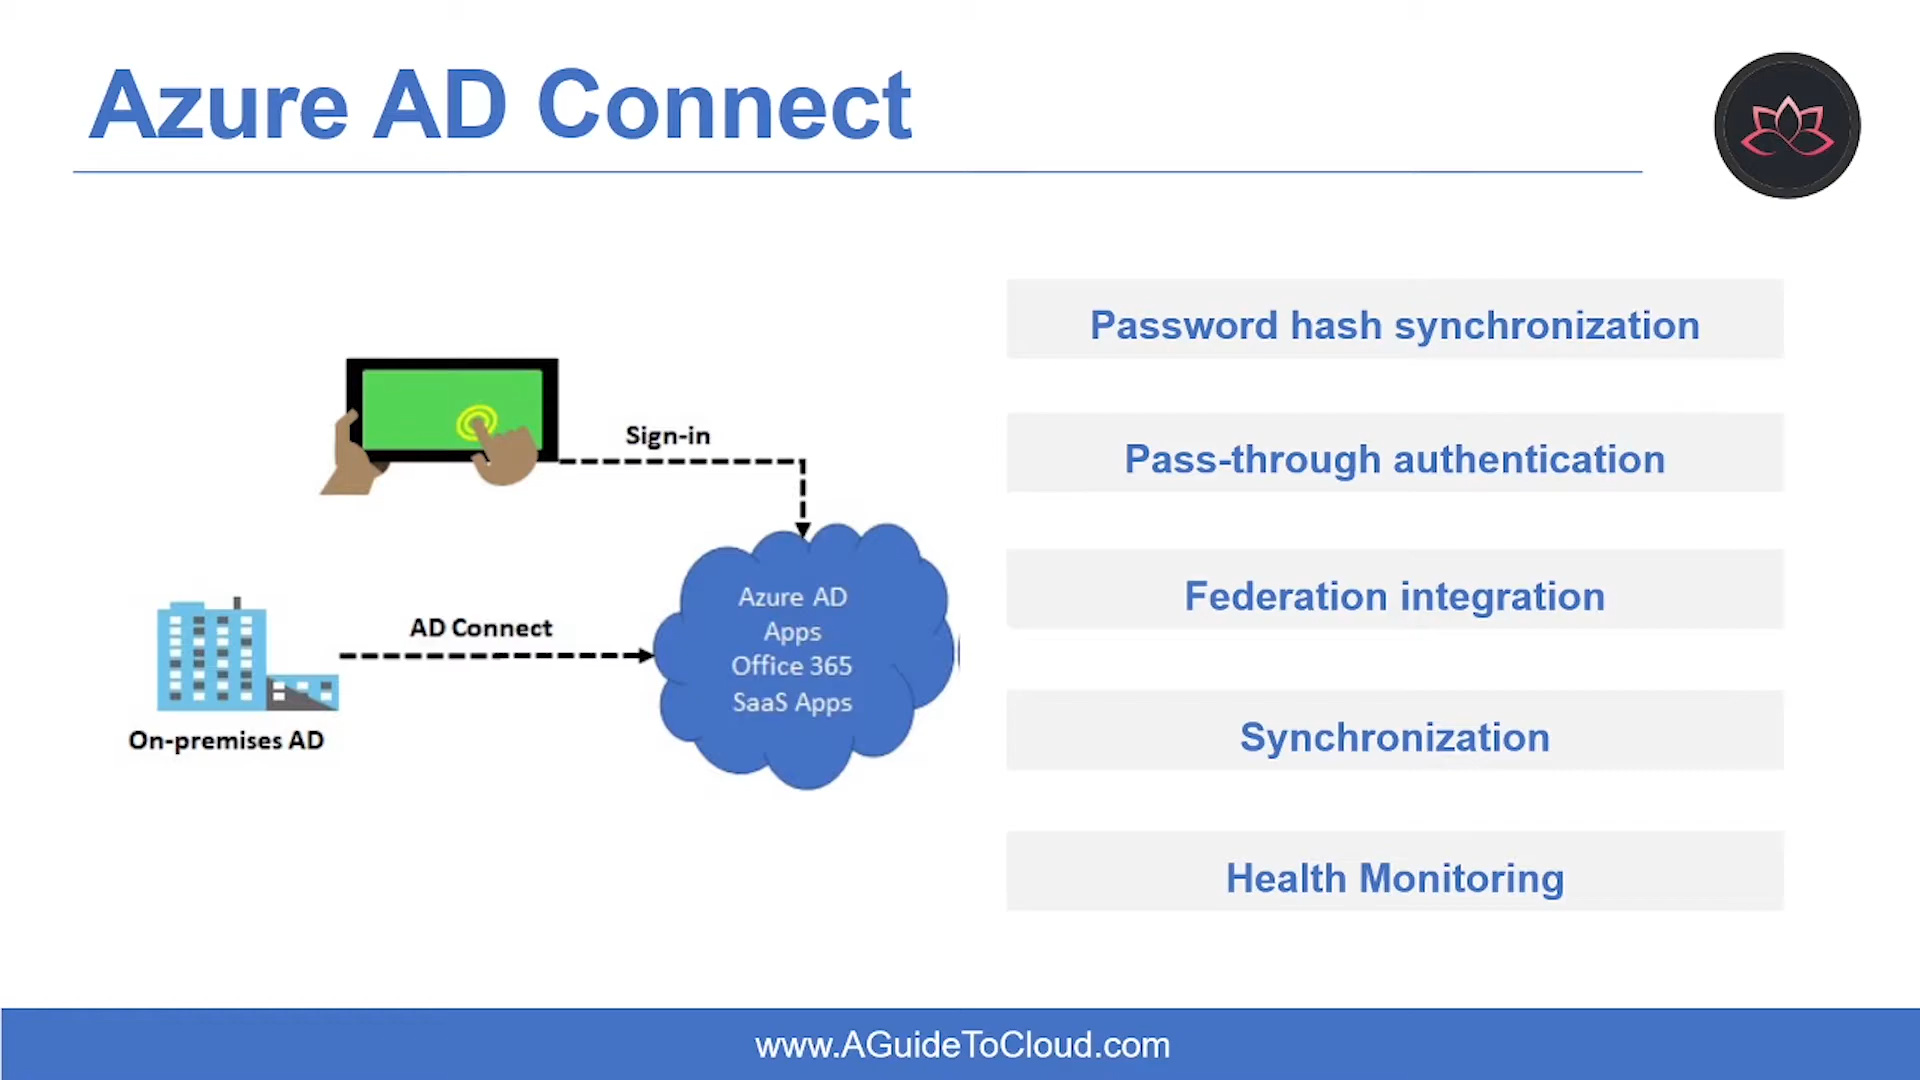 Azure AD Connect
Sign-in
AD Connect
On-premises AD
Azure AD
Apps
Office 365
SaaS Apps
Password hash synchronization
Pass-through authentication
Federation integration
Synchronization
Health Monitoring
www.AGuideToCloud.com